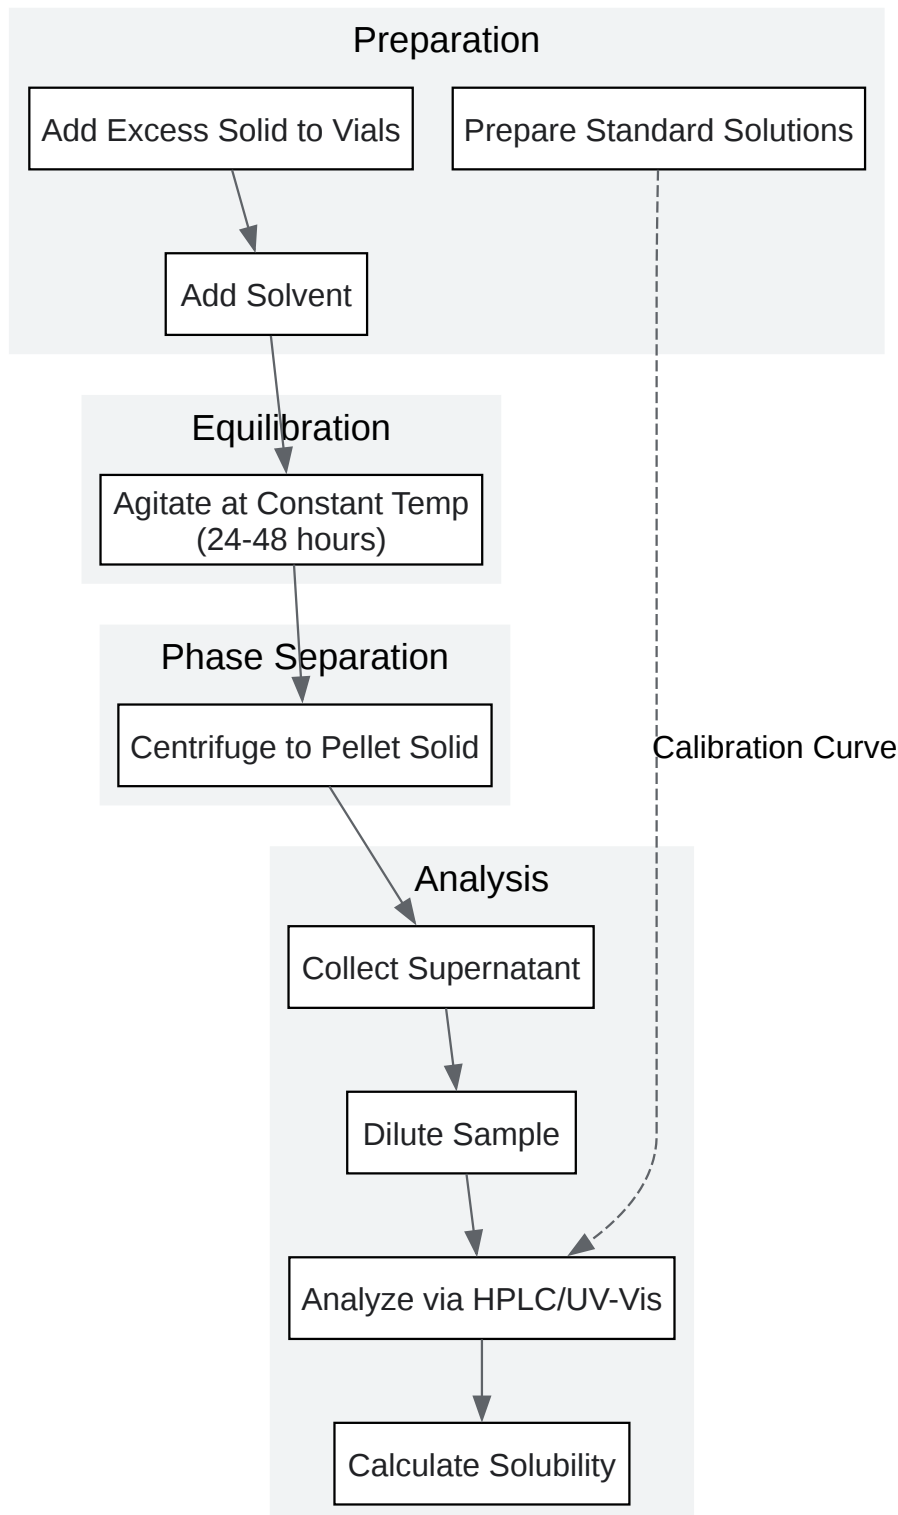 Preparation
Add Excess Solid to Vials
Prepare Standard Solutions
Add Solvent
Equilibration
Agitate at Constant Temp
(24-48 hours)
Phase Separation
Centrifuge to Pellet Solid
Calibration Curve
Analysis
Collect Supernatant
Dilute Sample
Analyze via HPLC/UV-Vis
Calculate Solubility